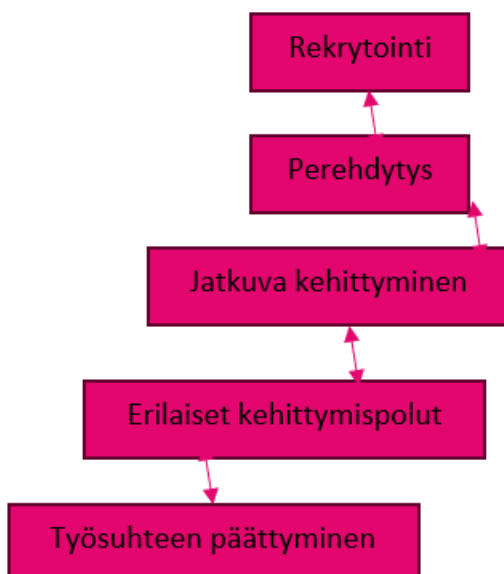 Rekrytointi
Perehdytys
Jatkuva kehittyminen
Erilaiset kehittymispolut
Työsuhteen päättyminen